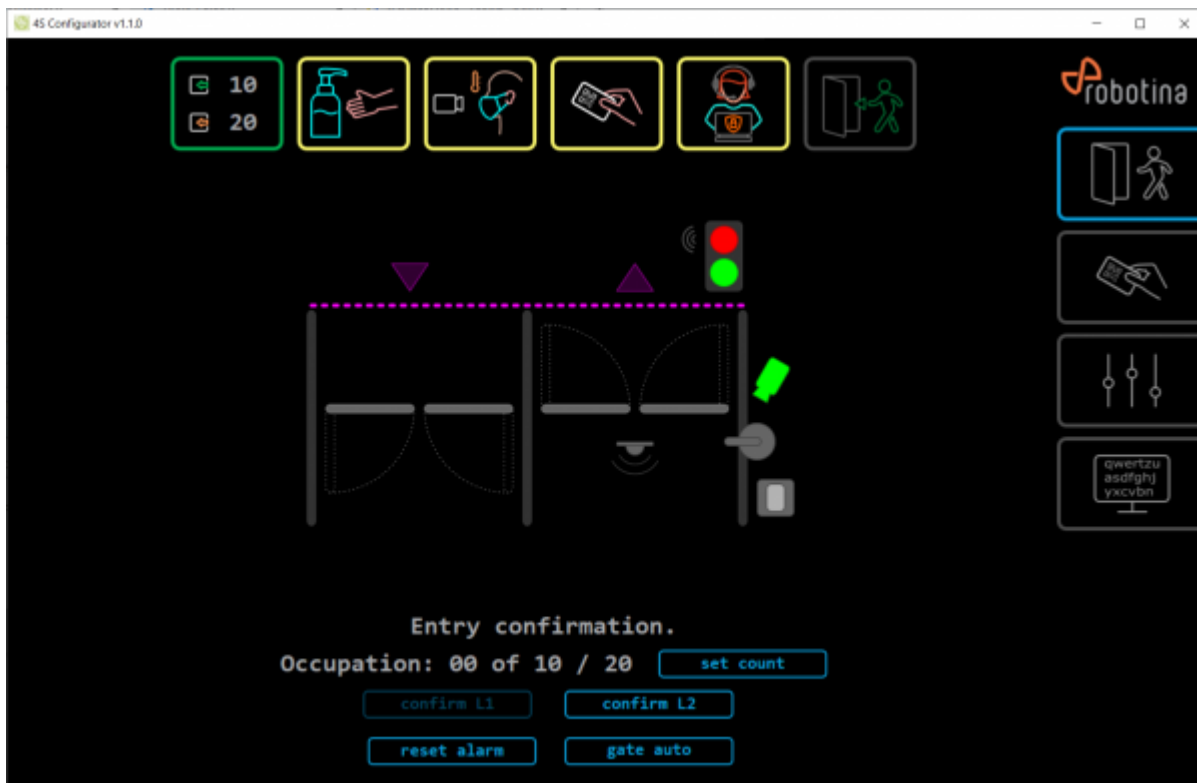 4S Configurator v1.1.0
10
20
robotina
qwertzu
asdfghj
yxcvbn
Entry confirmation.
Occupation: 00 of 10 / 20 set count
confirm L1 confirm L2
reset alarm gate auto